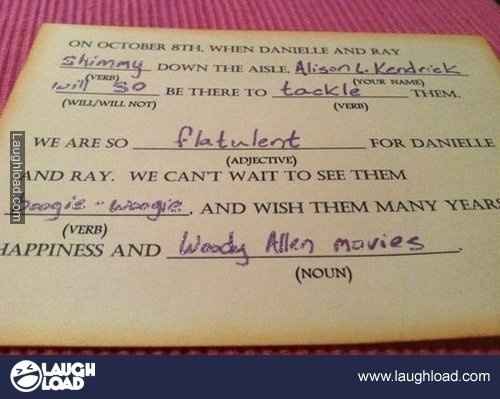 ON OCTOBER 8TH, WHEN DANIELLE AND RAY
Shimmy DOWN THE AISLE, Alison L. Kendrick
(VERB) (YOUR NAME)
will so BE THERE TO tackle THEM.
(WILL/WILL NOT) (VERB)
WE ARE SO flatulent FOR DANIELLE
(ADJECTIVE)
AND RAY. WE CAN'T WAIT TO SEE THEM
boogie-woogie, AND WISH THEM MANY YEARS
(VERB)
HAPPINESS AND Woody Allen movies.
(NOUN)
Laughload.com
LAUGH
LOAD
www.laughload.com